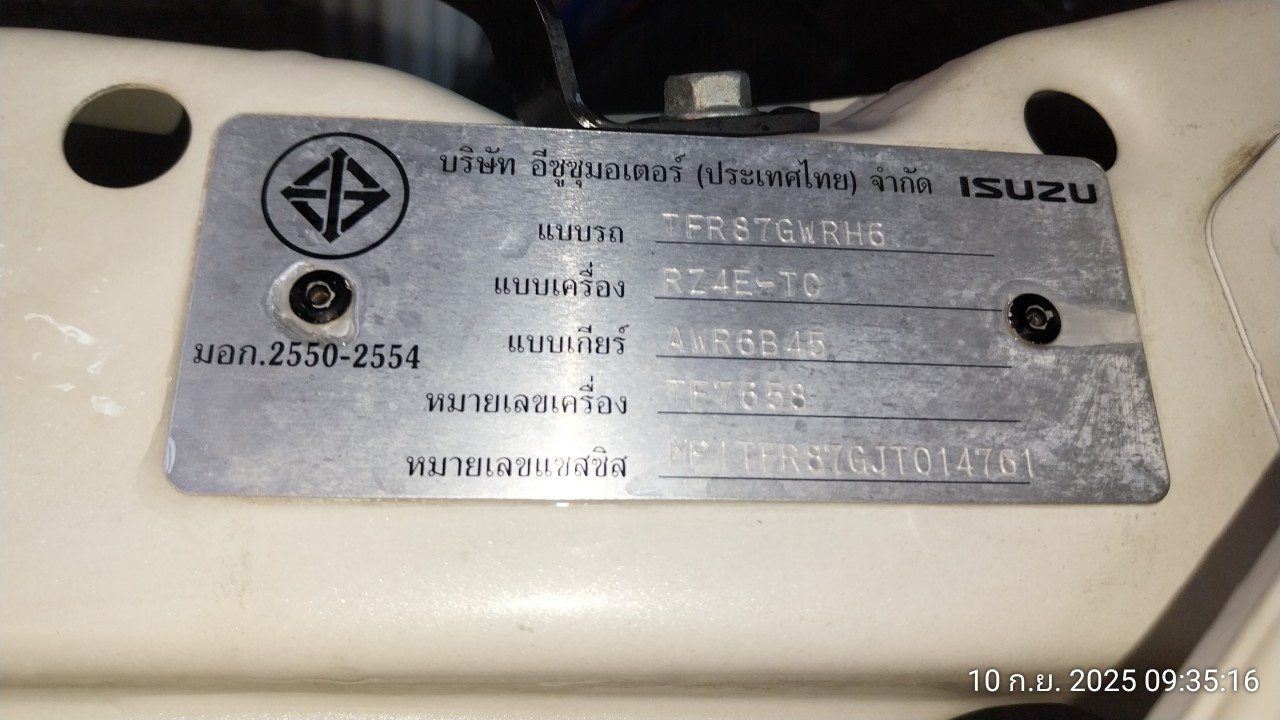 บริษัท อีซูซุมอเตอร์ (ประเทศไทย) จำกัด ISUZU
แบบรถ TFR87GWRH6
แบบเครื่อง RZ4E-TC
แบบเกียร์ AWR6B45
มอก.2550-2554
หมายเลขเครื่อง TF7658
หมายเลขแชสซิส MP1TFR87GJT014761
10 ก.ย. 2025 09:35:16